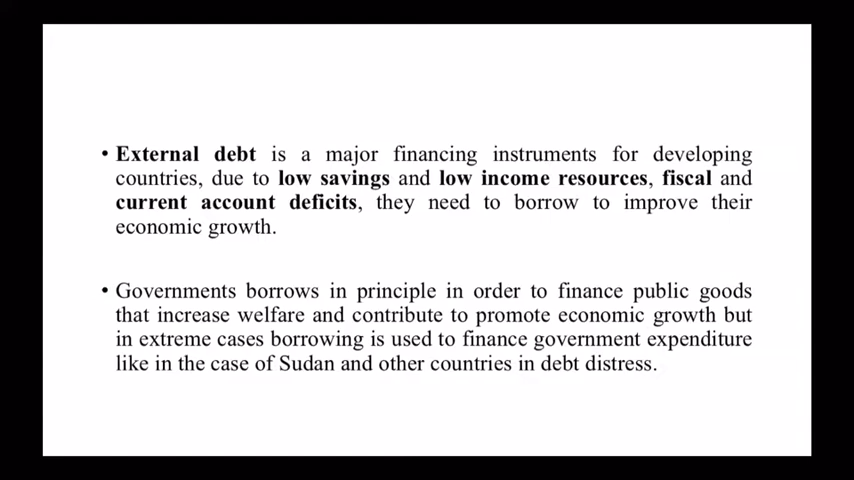 • External debt is a major financing instruments for developing
countries, due to low savings and low income resources, fiscal and
current account deficits, they need to borrow to improve their
economic growth.
• Governments borrows in principle in order to finance public goods
that increase welfare and contribute to promote economic growth but
in extreme cases borrowing is used to finance government expenditure
like in the case of Sudan and other countries in debt distress.